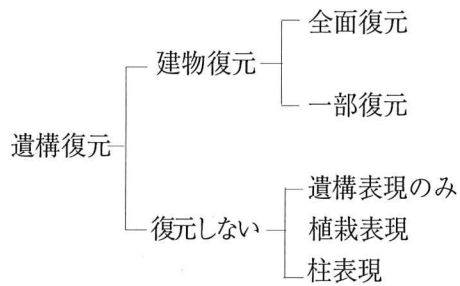 全面復元
建物復元
一部復元
遺構復元
遺構表現のみ
復元しない
植栽表現
柱表現